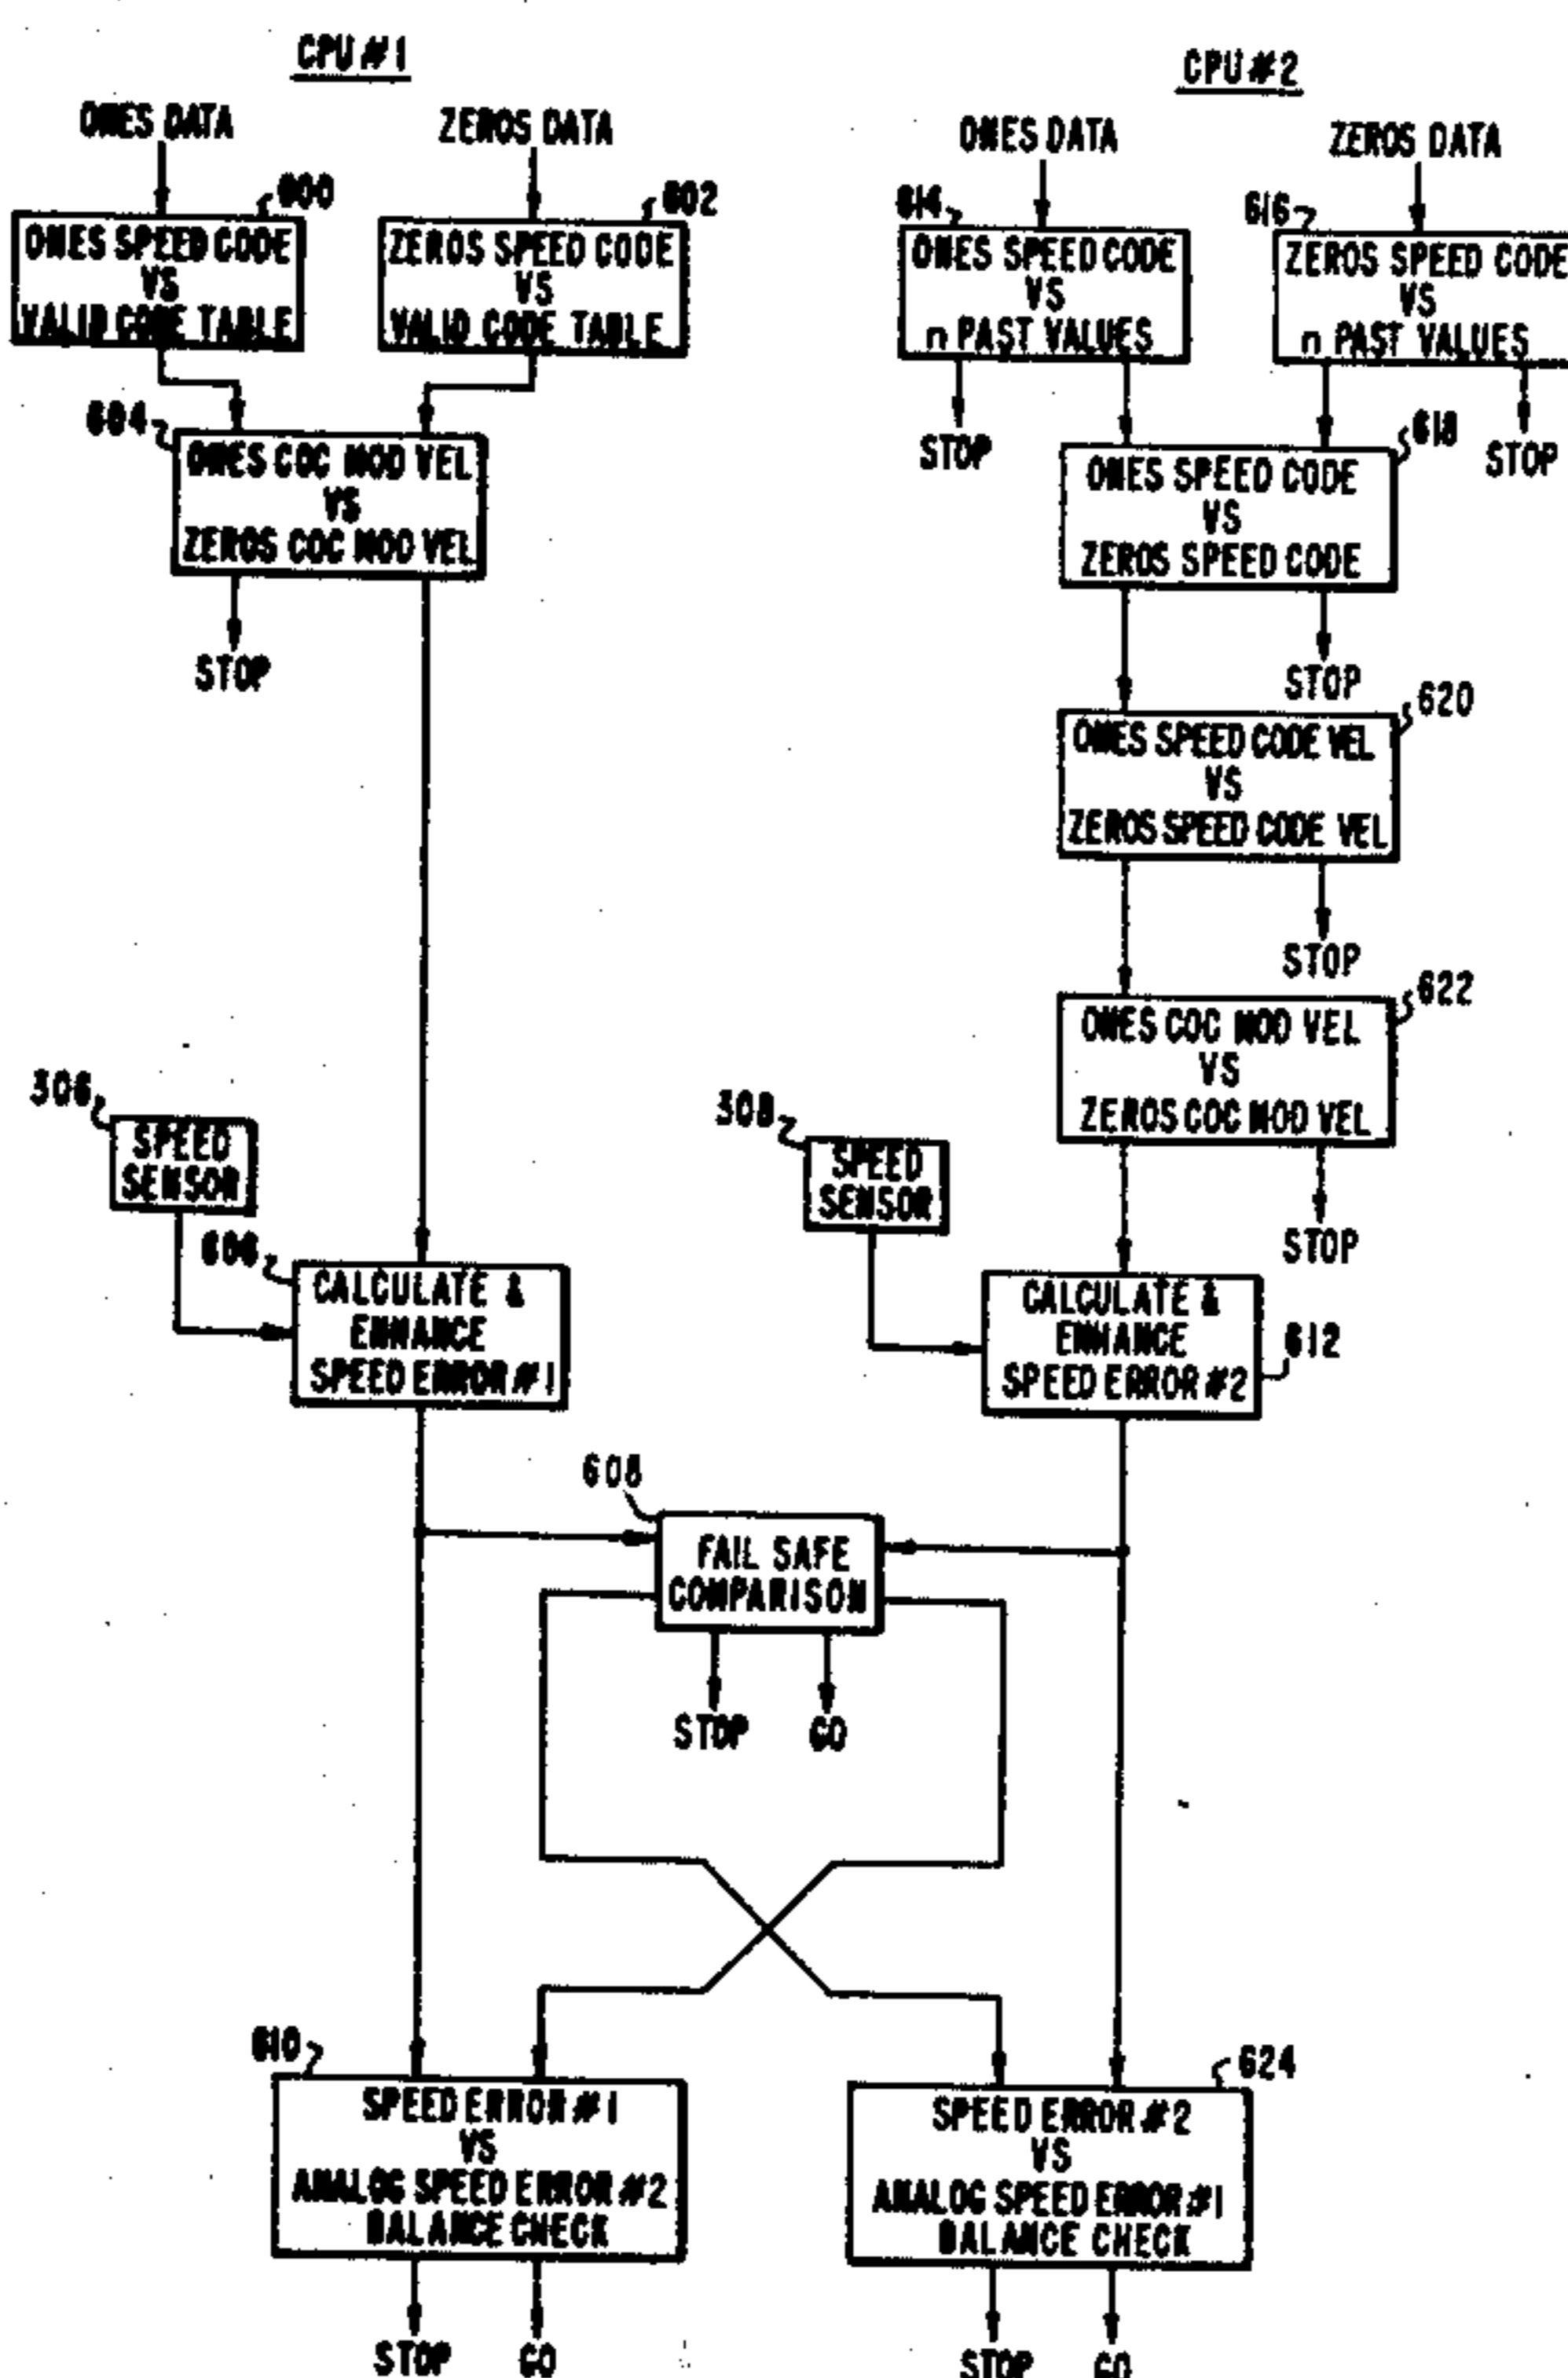 CPU #1
ONES DATA
ZEROS DATA
600
602
ONES SPEED CODE
VS
VALID CODE TABLE
ZEROS SPEED CODE
VS
VALID CODE TABLE
604
ONES COC MOD VEL
VS
ZEROS COC MOD VEL
STOP
306
SPEED
SENSOR
606
CALCULATE &
ENHANCE
SPEED ERROR #1
CPU #2
ONES DATA
ZEROS DATA
614
616
ONES SPEED CODE
VS
n PAST VALUES
ZEROS SPEED CODE
VS
n PAST VALUES
STOP
STOP
618
ONES SPEED CODE
VS
ZEROS SPEED CODE
STOP
620
ONES SPEED CODE VEL
VS
ZEROS SPEED CODE VEL
STOP
622
ONES COC MOD VEL
VS
ZEROS COC MOD VEL
STOP
308
SPEED
SENSOR
CALCULATE &
ENHANCE
SPEED ERROR #2
612
608
FAIL SAFE
COMPARISON
STOP
GO
610
SPEED ERROR #1
VS
ANALOG SPEED ERROR #2
BALANCE CHECK
STOP
GO
624
SPEED ERROR #2
VS
ANALOG SPEED ERROR #1
BALANCE CHECK
STOP
GO